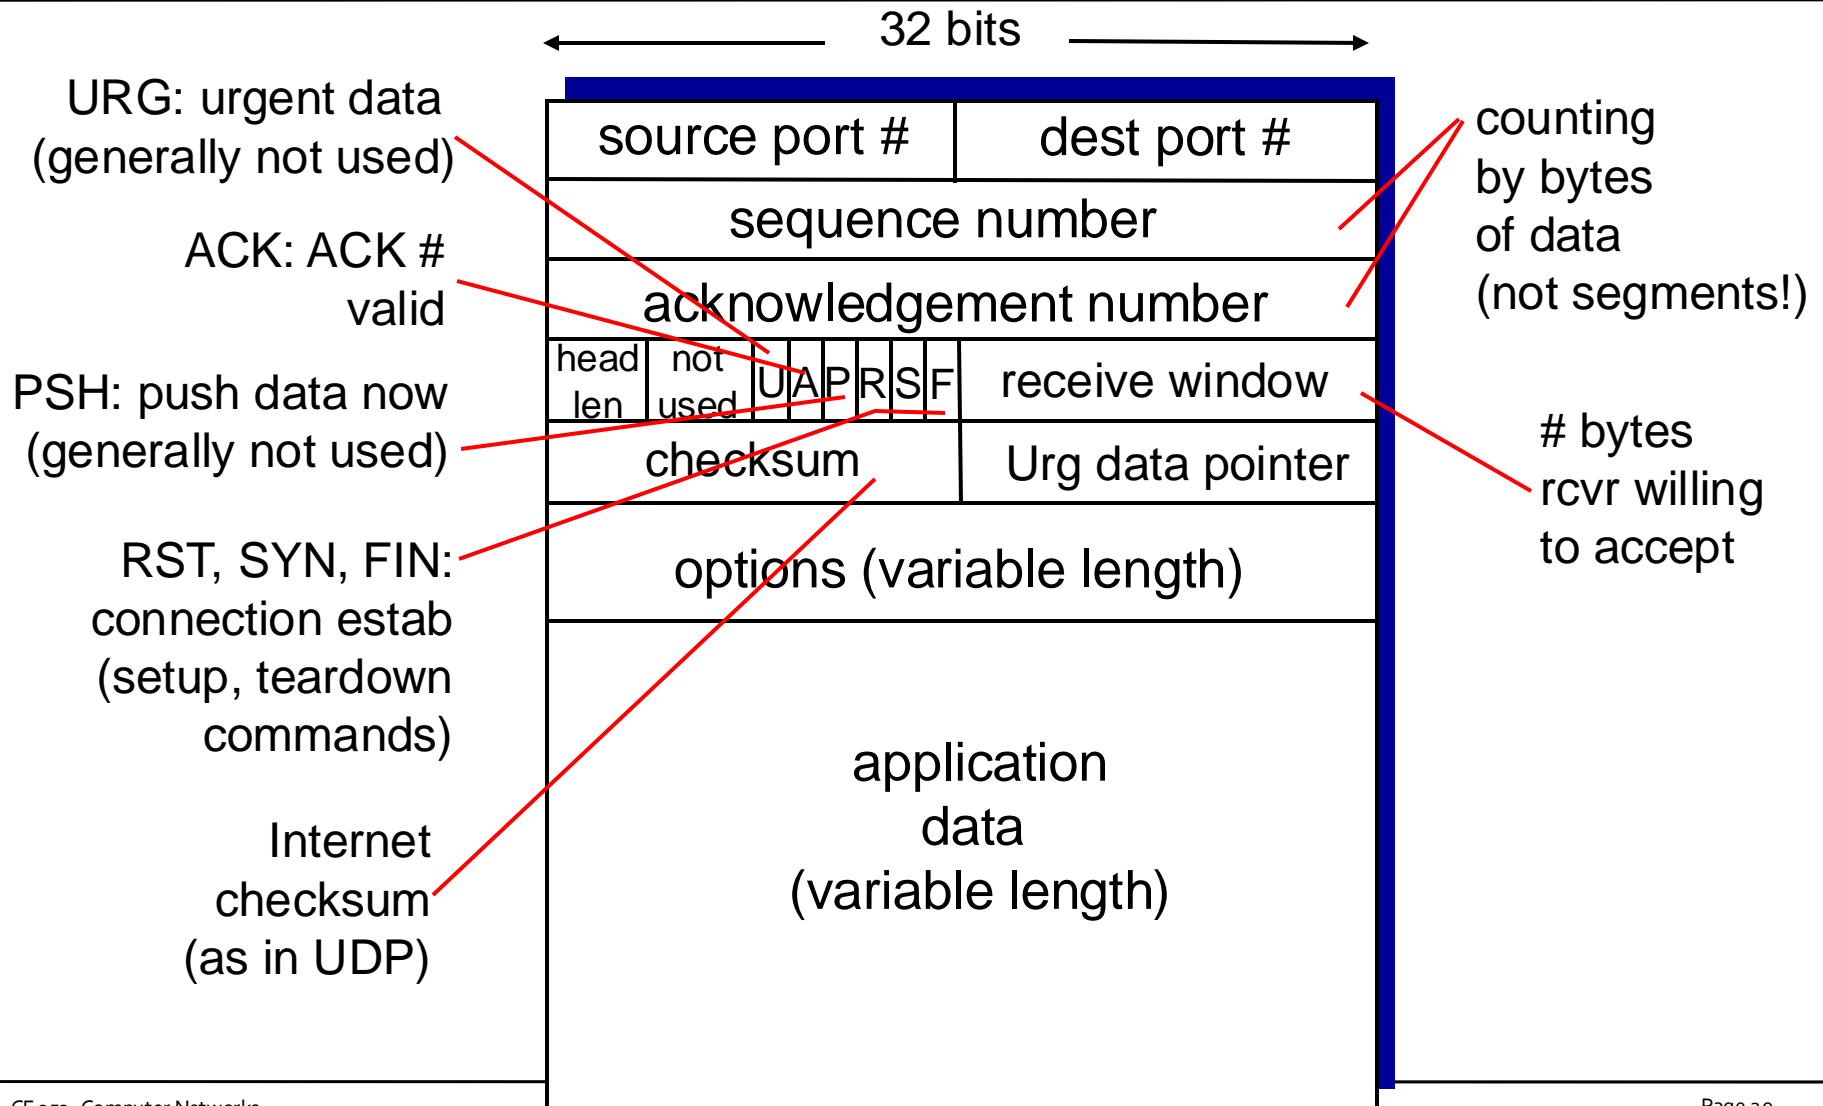 32 bits
URG: urgent data
(generally not used)
ACK: ACK #
valid
PSH: push data now
(generally not used)
RST, SYN, FIN:
connection estab
(setup, teardown
commands)
Internet
checksum
(as in UDP)
source port #
dest port #
sequence number
acknowledgement number
head
len
not
used
U A P R S F
receive window
checksum
Urg data pointer
options (variable length)
application
data
(variable length)
counting
by bytes
of data
(not segments!)
# bytes
rcvr willing
to accept
Computer Networks
Page